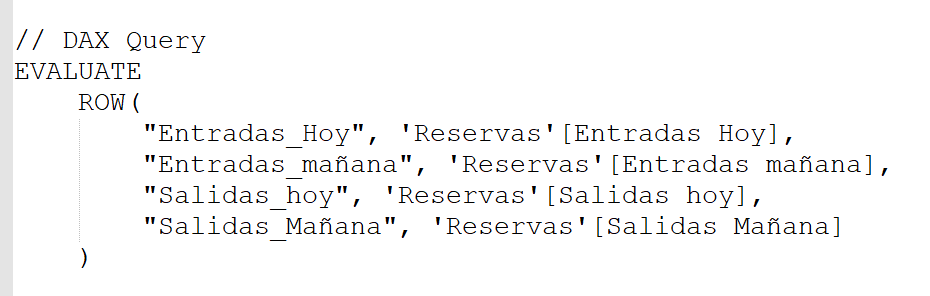 // DAX Query
EVALUATE
    ROW(
        "Entradas_Hoy", 'Reservas'[Entradas Hoy],
        "Entradas_mañana", 'Reservas'[Entradas mañana],
        "Salidas_hoy", 'Reservas'[Salidas hoy],
        "Salidas_Mañana", 'Reservas'[Salidas Mañana]
    )